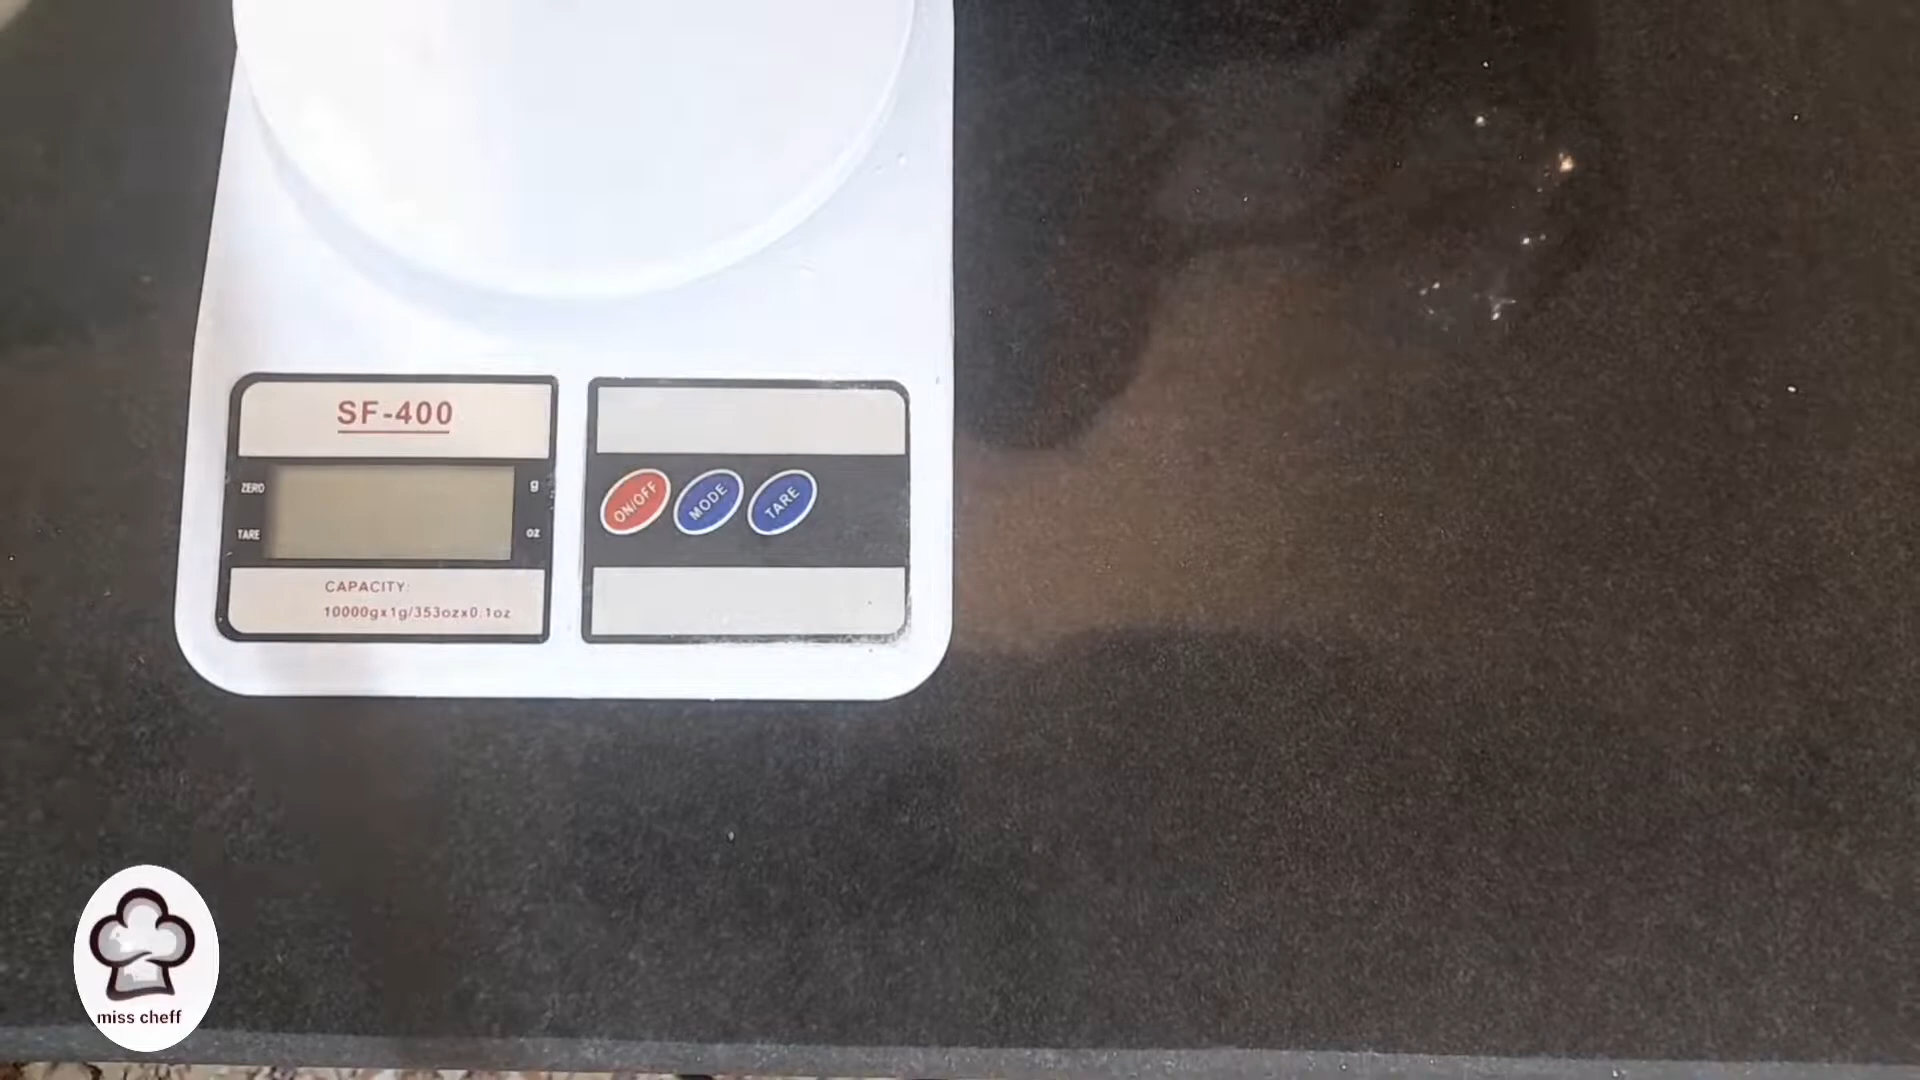 SF-400
ZERO
g
TARE
oz
CAPACITY:
10000gx1g/353ozx0.1oz
ON/OFF
MODE
TARE
miss cheff